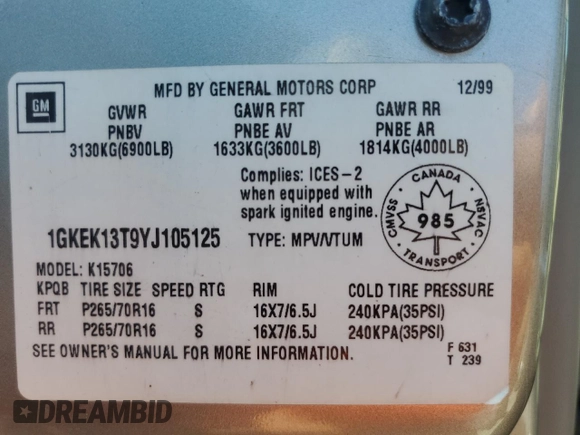 GM
MFD BY GENERAL MOTORS CORP 12/99
GVWR GAWR FRT GAWR RR
PNBV PNBE AV PNBE AR
3130KG(6900LB) 1633KG(3600LB) 1814KG(4000LB)
Complies: ICES-2
when equipped with
spark ignited engine.
CANADA
CMVSS 985 NSVAC
TRANSPORT
1GKEK13T9YJ105125 TYPE: MPV/VTUM
MODEL: K15706
KPQB TIRE SIZE SPEED RTG RIM COLD TIRE PRESSURE
FRT P265/70R16 S 16X7/6.5J 240KPA(35PSI)
RR P265/70R16 S 16X7/6.5J 240KPA(35PSI)
SEE OWNER'S MANUAL FOR MORE INFORMATION. F 631
T 239
DREAMBID